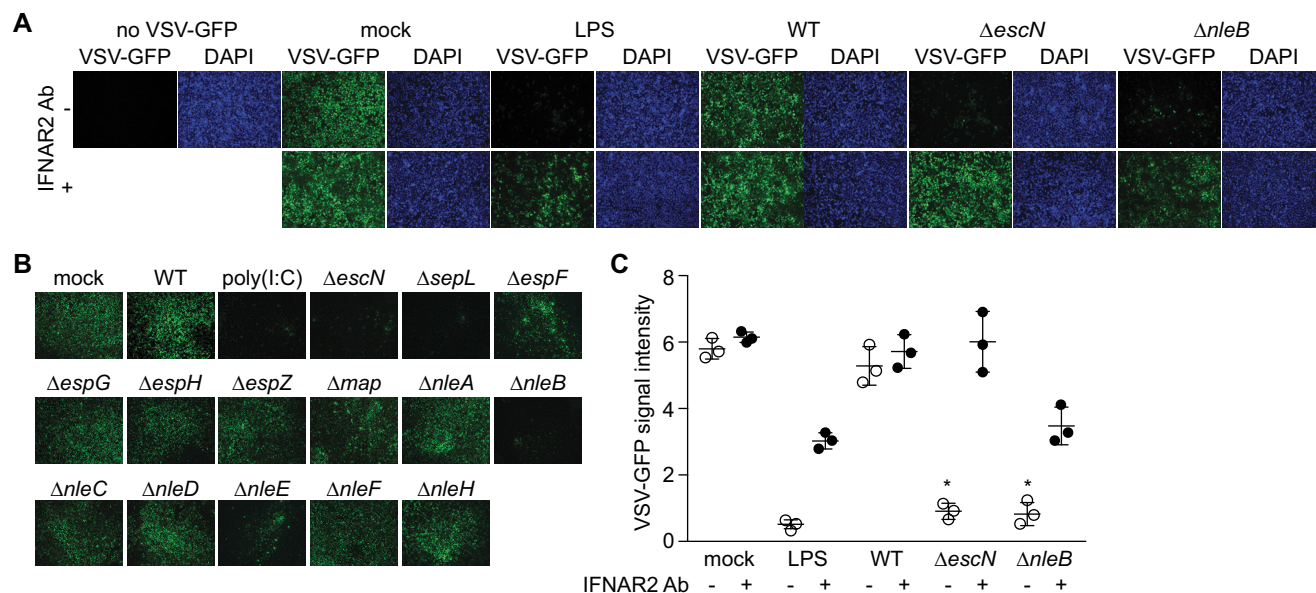 A
no VSV-GFP mock LPS WT ΔescN ΔnleB
VSV-GFP DAPI VSV-GFP DAPI VSV-GFP DAPI VSV-GFP DAPI VSV-GFP DAPI VSV-GFP DAPI
IFNAR2 Ab
-
+
B
mock WT poly(I:C) ΔescN ΔsepL ΔespF
ΔespG ΔespH ΔespZ Δmap ΔnleA ΔnleB
ΔnleC ΔnleD ΔnleE ΔnleF ΔnleH
C
VSV-GFP signal intensity
8
6
4
2
0
* *
mock LPS WT ΔescN ΔnleB
IFNAR2 Ab - + - + - + - + - +